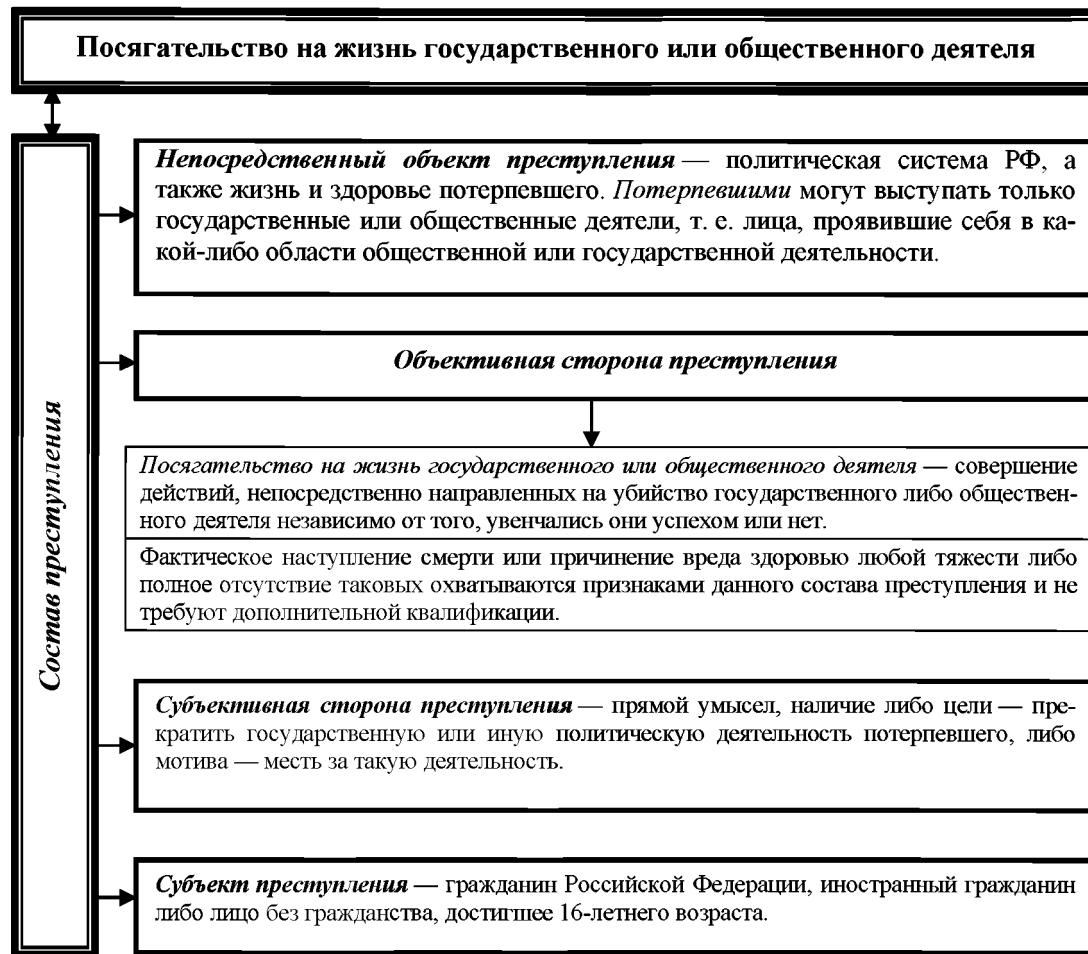 Посягательство на жизнь государственного или общественного деятеля
Состав преступления
Непосредственный объект преступления — политическая система РФ, а
также жизнь и здоровье потерпевшего. Потерпевшими могут выступать только
государственные или общественные деятели, т. е. лица, проявившие себя в ка-
кой-либо области общественной или государственной деятельности.
Объективная сторона преступления
Посягательство на жизнь государственного или общественного деятеля — совершение
действий, непосредственно направленных на убийство государственного либо обществен-
ного деятеля независимо от того, увенчались они успехом или нет.
Фактическое наступление смерти или причинение вреда здоровью любой тяжести либо
полное отсутствие таковых охватываются признаками данного состава преступления и не
требуют дополнительной квалификации.
Субъективная сторона преступления — прямой умысел, наличие либо цели — пре-
кратить государственную или иную политическую деятельность потерпевшего, либо
мотива — месть за такую деятельность.
Субъект преступления — гражданин Российской Федерации, иностранный гражданин
либо лицо без гражданства, достигшее 16-летнего возраста.